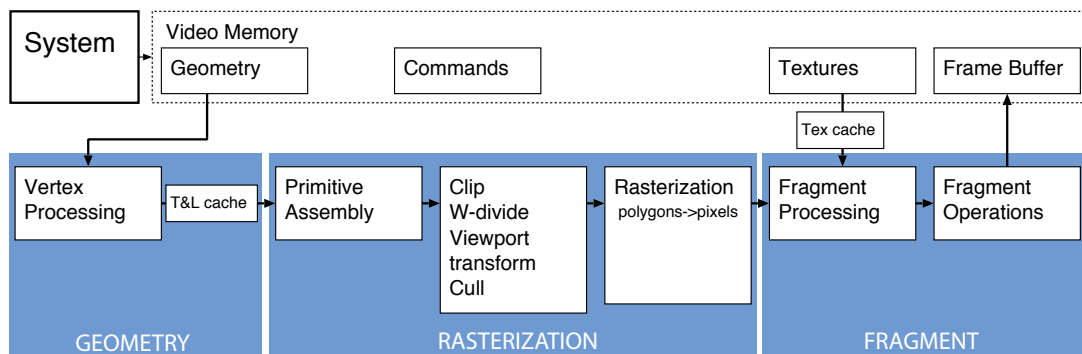 System
Video Memory
Geometry
Commands
Textures
Frame Buffer
Tex cache
Vertex
Processing
T&L cache
Primitive
Assembly
Clip
W-divide
Viewport
transform
Cull
Rasterization
polygons->pixels
Fragment
Processing
Fragment
Operations
GEOMETRY
RASTERIZATION
FRAGMENT